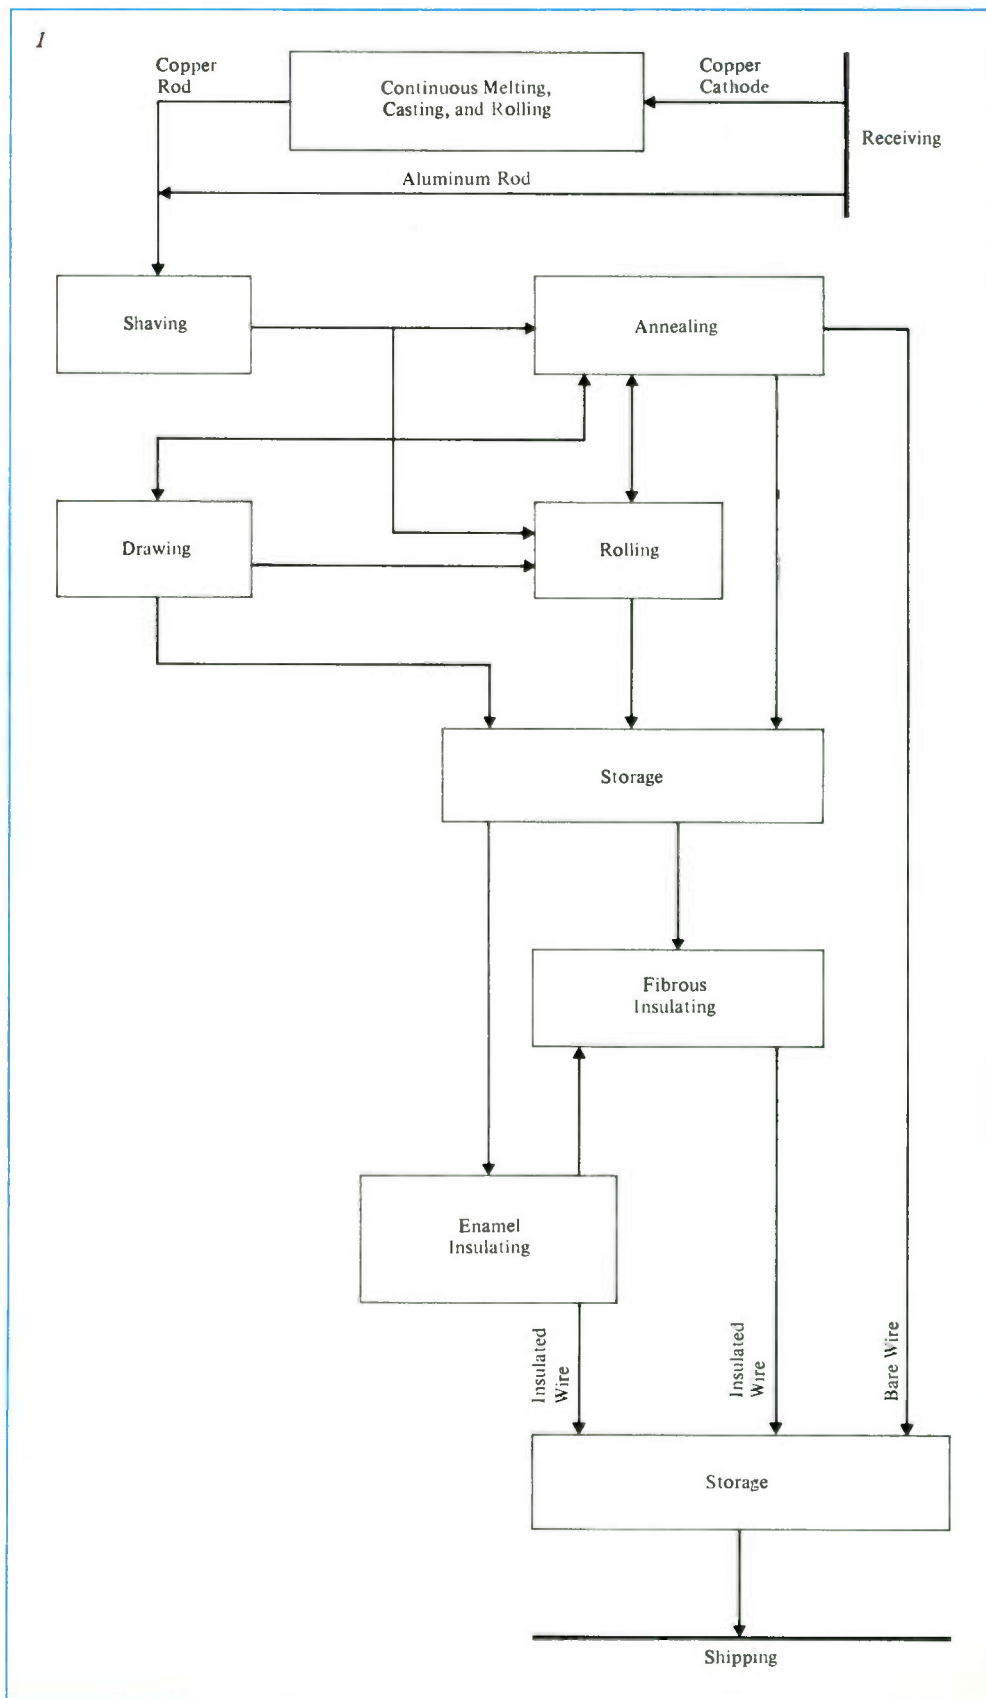 1
Copper
Rod
Continuous Melting,
Casting, and Rolling
Copper
Cathode
Receiving
Aluminum Rod
Shaving
Annealing
Drawing
Rolling
Storage
Fibrous
Insulating
Enamel
Insulating
Insulated
Wire
Insulated
Wire
Bare Wire
Storage
Shipping